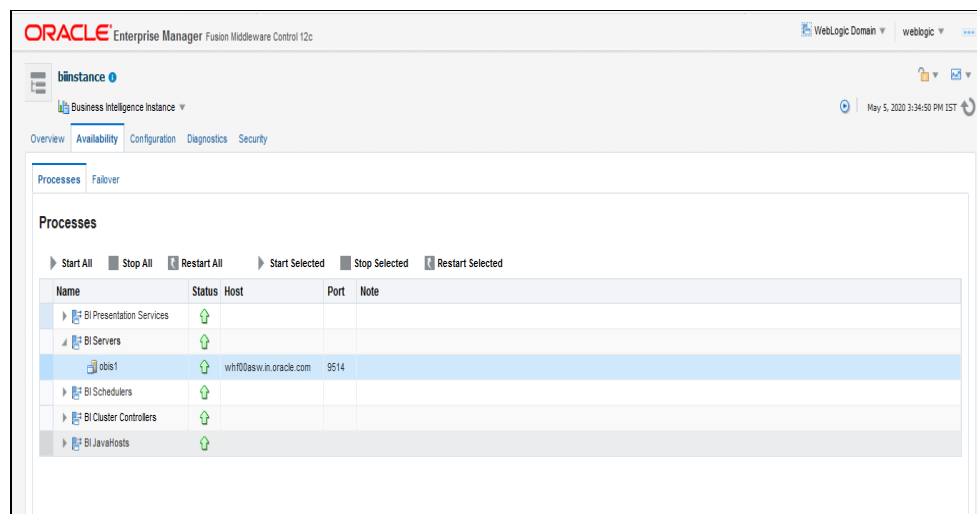 ORACLE Enterprise Manager Fusion Middleware Control 12c
WebLogic Domain
weblogic
biinstance
Business Intelligence Instance
May 5, 2020 3:34:50 PM IST
Overview Availability Configuration Diagnostics Security
Processes Failover
Processes
Start All Stop All Restart All Start Selected Stop Selected Restart Selected
Name Status Host Port Note
BI Presentation Services
BI Servers
obis1 whf00asw.in.oracle.com 9514
BI Schedulers
BI Cluster Controllers
BI JavaHosts